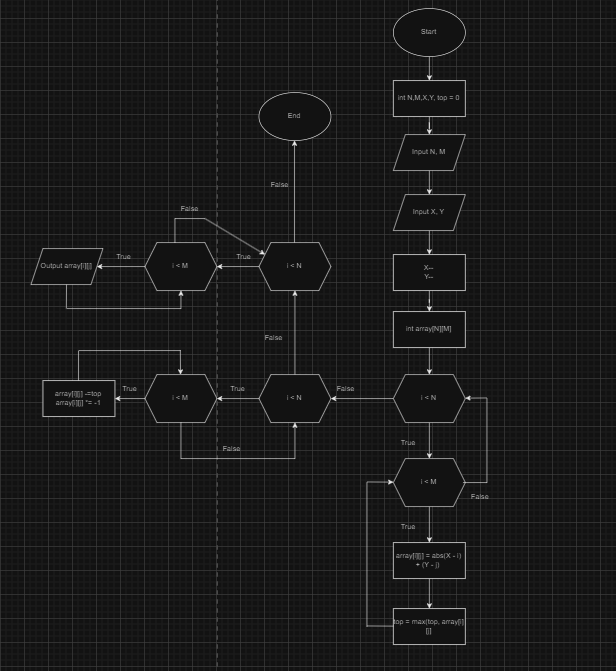 Start
int N,M,X,Y, top = 0
Input N, M
Input X, Y
X--
Y--
int array[N][M]
i < N
True
i < M
False
True
array[i][j] = abs(X - i)
+ (Y - j)
top = max(top, array[i]
[j])
False
i < N
True
i < M
True
array[i][j] -=top
array[i][j] *= -1
False
False
i < N
True
i < M
True
Output array[i][j]
False
False
End